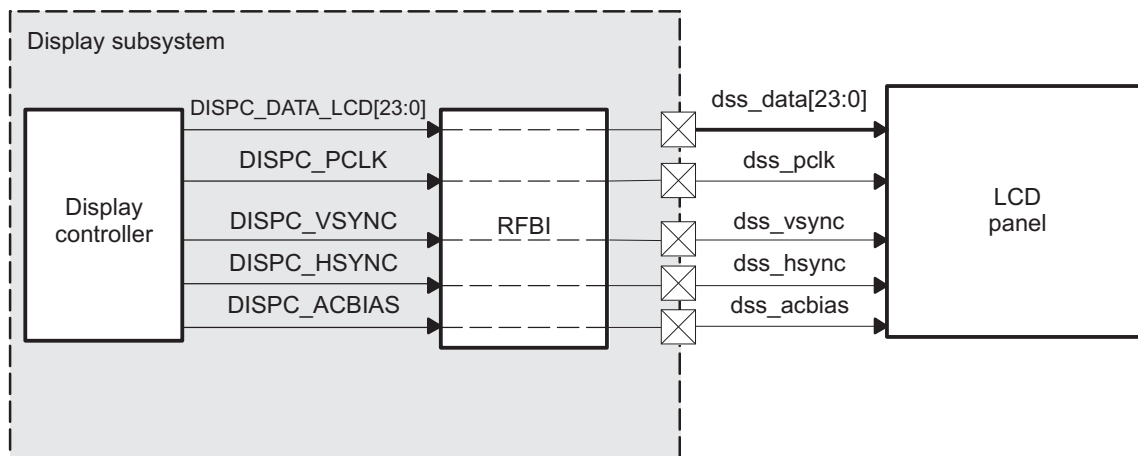 Display subsystem
DISPC_DATA_LCD[23:0]
dss_data[23:0]
DISPC_PCLK
dss_pclk
Display
controller
DISPC_VSYNC
RFBI
dss_vsync
LCD
panel
DISPC_HSYNC
dss_hsync
DISPC_ACBIAS
dss_acbias